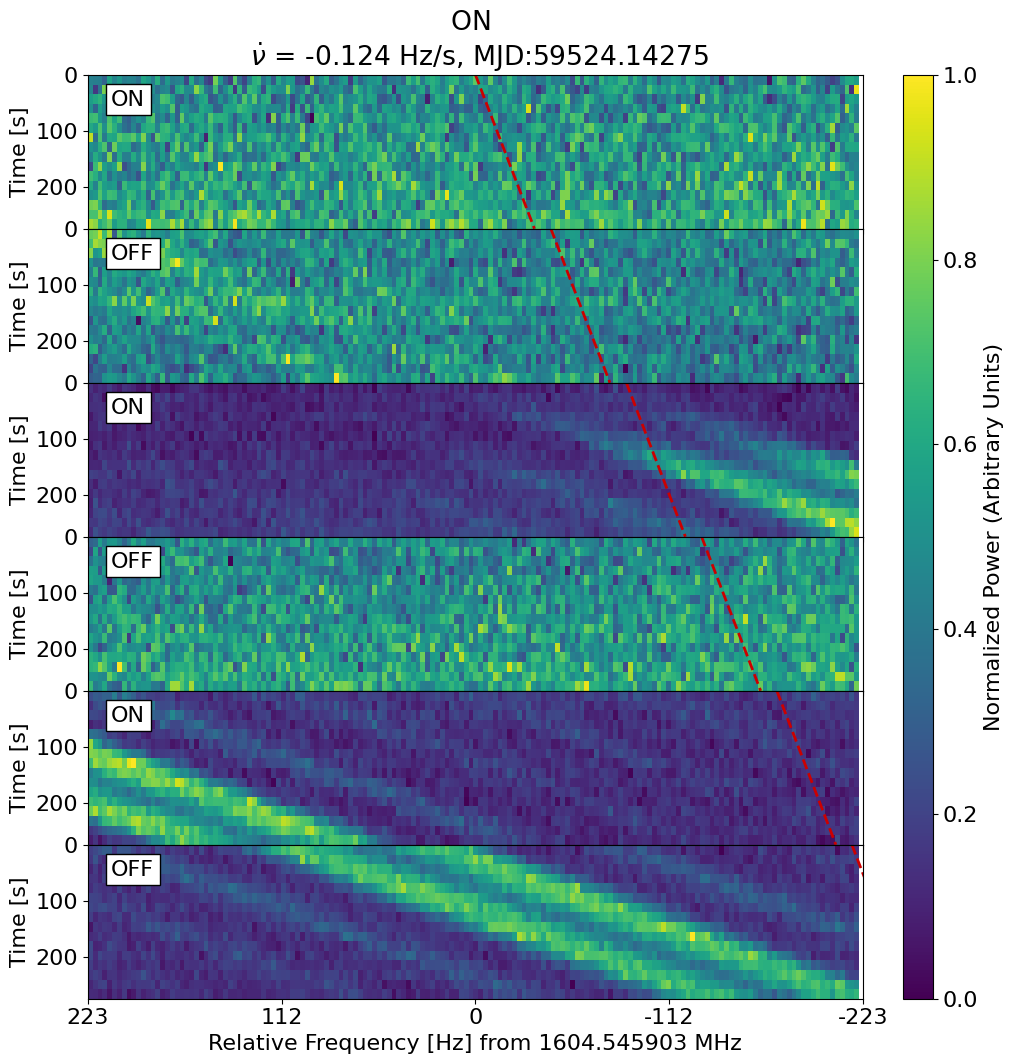 ON
ν̇ = -0.124 Hz/s, MJD:59524.14275
0
100
200
Time [s]
ON
0
100
200
Time [s]
OFF
0
100
200
Time [s]
ON
0
100
200
Time [s]
OFF
0
100
200
Time [s]
ON
0
100
200
Time [s]
OFF
223
112
0
-112
-223
Relative Frequency [Hz] from 1604.545903 MHz
1.0
0.8
0.6
0.4
0.2
0.0
Normalized Power (Arbitrary Units)